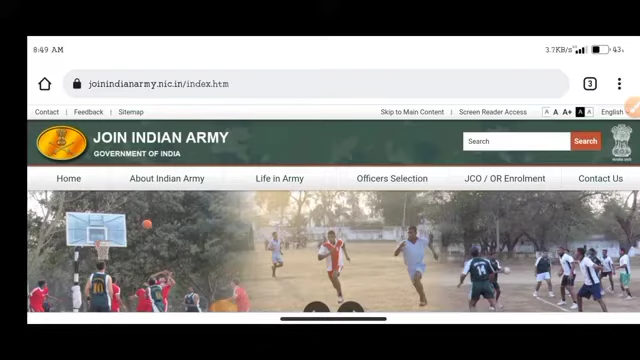 8:49 AM
3.7KB/s
43
joinindianarmy.nic.in/index.htm
3
Contact | Feedback | Sitemap
Skip to Main Content | Screen Reader Access
A A A+ A A
English
JOIN INDIAN ARMY
GOVERNMENT OF INDIA
Search
Search
Home
About Indian Army
Life in Army
Officers Selection
JCO / OR Enrolment
Contact Us
14